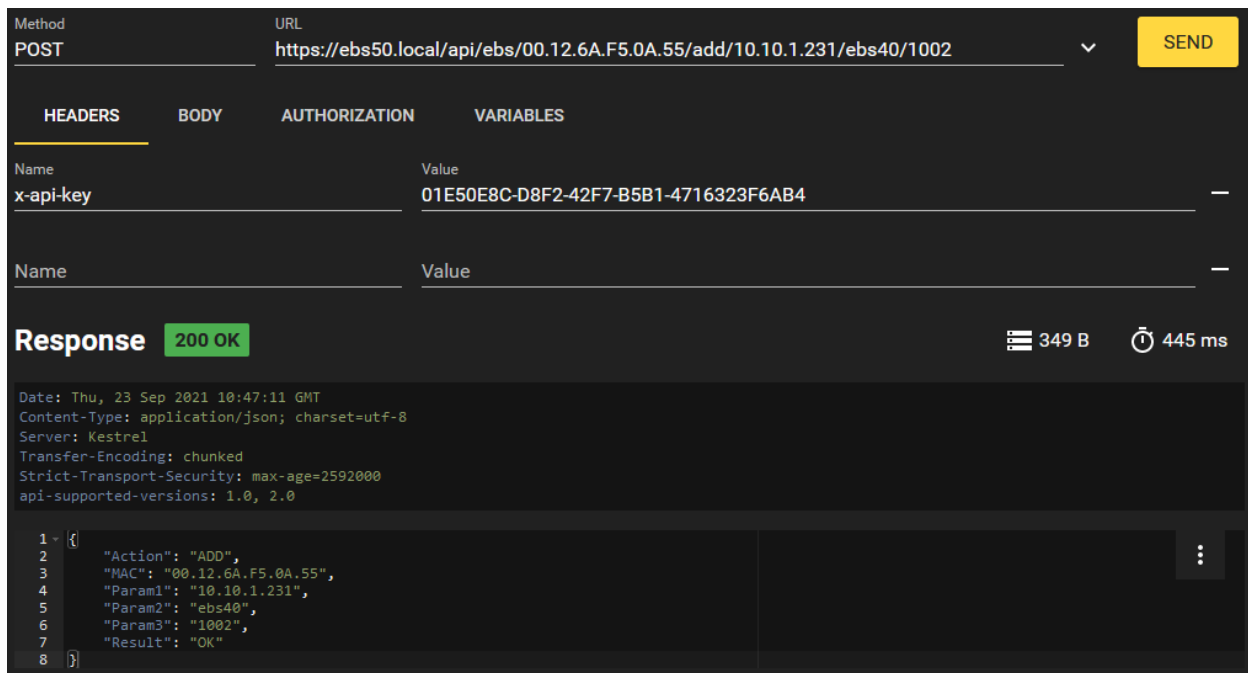 Method URL
POST https://ebs50.local/api/ebs/00.12.6A.F5.0A.55/add/10.10.1.231/ebs40/1002 SEND
HEADERS BODY AUTHORIZATION VARIABLES
Name Value
x-api-key 01E50E8C-D8F2-42F7-B5B1-4716323F6AB4
Name Value
Response 200 OK 349 B 445 ms
Date: Thu, 23 Sep 2021 10:47:11 GMT
Content-Type: application/json; charset=utf-8
Server: Kestrel
Transfer-Encoding: chunked
Strict-Transport-Security: max-age=2592000
api-supported-versions: 1.0, 2.0
1 {
2 "Action": "ADD",
3 "MAC": "00.12.6A.F5.0A.55",
4 "Param1": "10.10.1.231",
5 "Param2": "ebs40",
6 "Param3": "1002",
7 "Result": "OK"
8 }